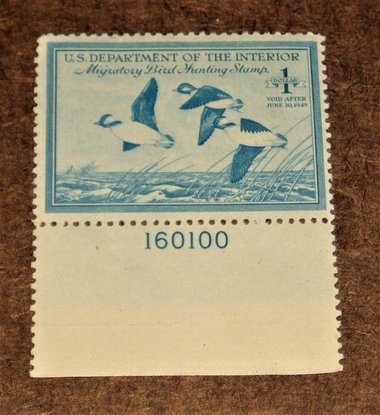 U.S. DEPARTMENT OF THE INTERIOR
Migratory Bird Hunting Stamp
1
DOLLAR
VOID AFTER
JUNE 30, 1949
160100